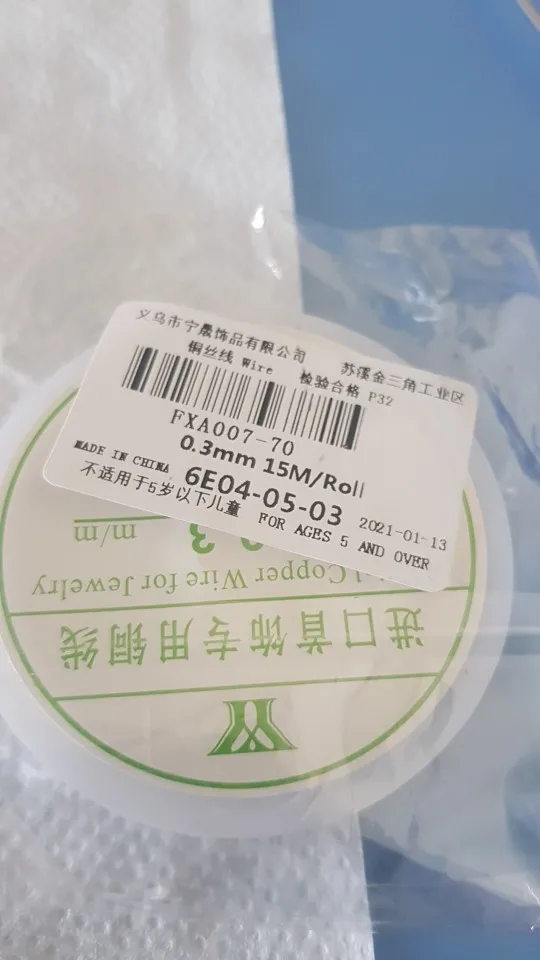 义乌市宁晟饰品有限公司 苏溪金三角工业区
铜丝线 Wire 检验合格 P32
FXA007-70
0.3mm 15M/Roll
MADE IN CHINA 6E04-05-03 2021-01-13
不适用于5岁以下儿童 FOR AGES 5 AND OVER
3 m/m
Copper Wire for Jewelry
进口首饰专用铜线